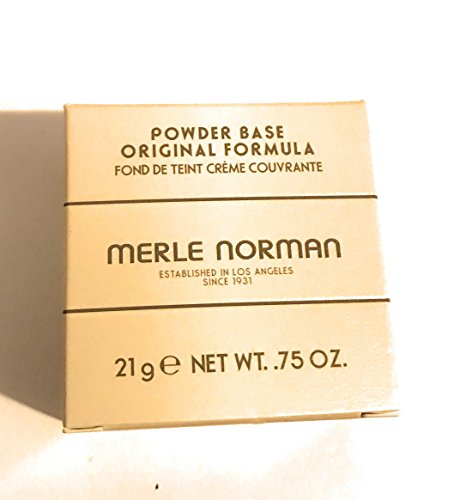 POWDER BASE
ORIGINAL FORMULA
FOND DE TEINT CRÈME COUVRANTE
MERLE NORMAN
ESTABLISHED IN LOS ANGELES
SINCE 1931
21 g ℮ NET WT. .75 OZ.